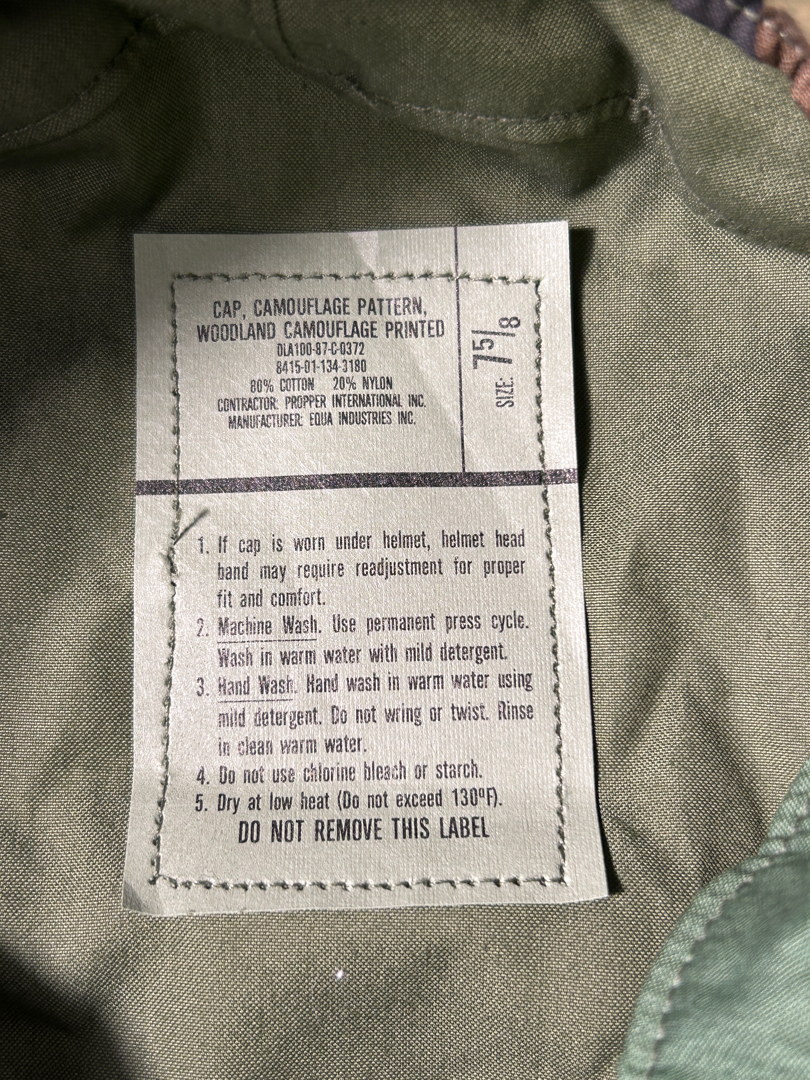 CAP, CAMOUFLAGE PATTERN,
WOODLAND CAMOUFLAGE PRINTED
DLA100-87-C-0372
8415-01-134-3180
80% COTTON 20% NYLON
CONTRACTOR: PROPPER INTERNATIONAL INC.
MANUFACTURER: EQUA INDUSTRIES INC.
SIZE: 7 5/8
1. If cap is worn under helmet, helmet head
band may require readjustment for proper
fit and comfort.
2. Machine Wash. Use permanent press cycle.
Wash in warm water with mild detergent.
3. Hand Wash. Hand wash in warm water using
mild detergent. Do not wring or twist. Rinse
in clean warm water.
4. Do not use chlorine bleach or starch.
5. Dry at low heat (Do not exceed 130ºF).
DO NOT REMOVE THIS LABEL